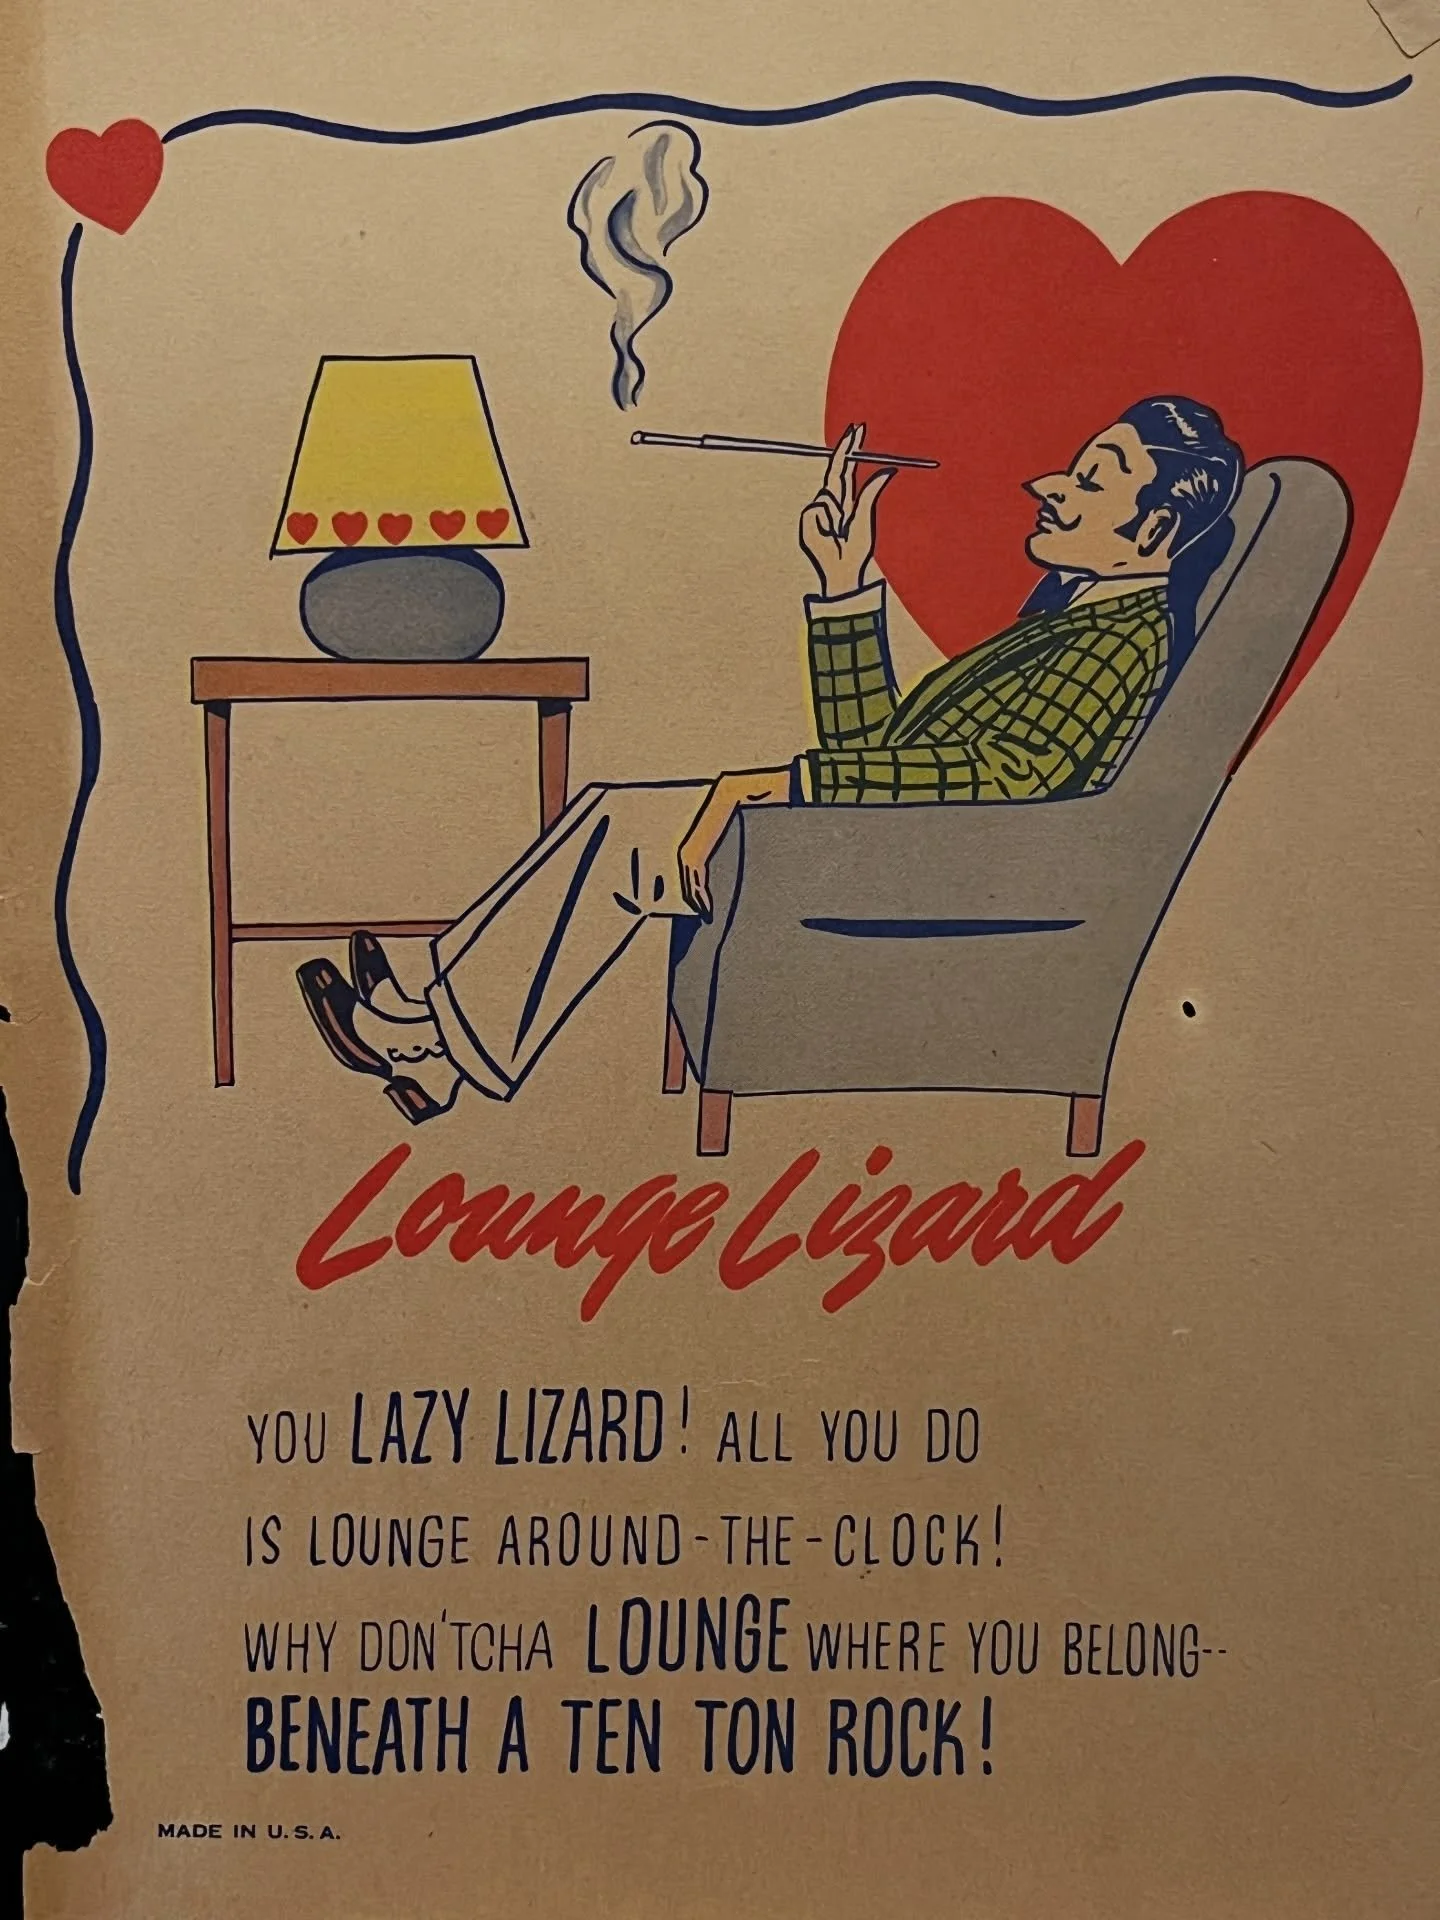 Lounge Lizard
YOU LAZY LIZARD! ALL YOU DO
IS LOUNGE AROUND-THE-CLOCK!
WHY DON'TCHA LOUNGE WHERE YOU BELONG--
BENEATH A TEN TON ROCK!
MADE IN U.S.A.